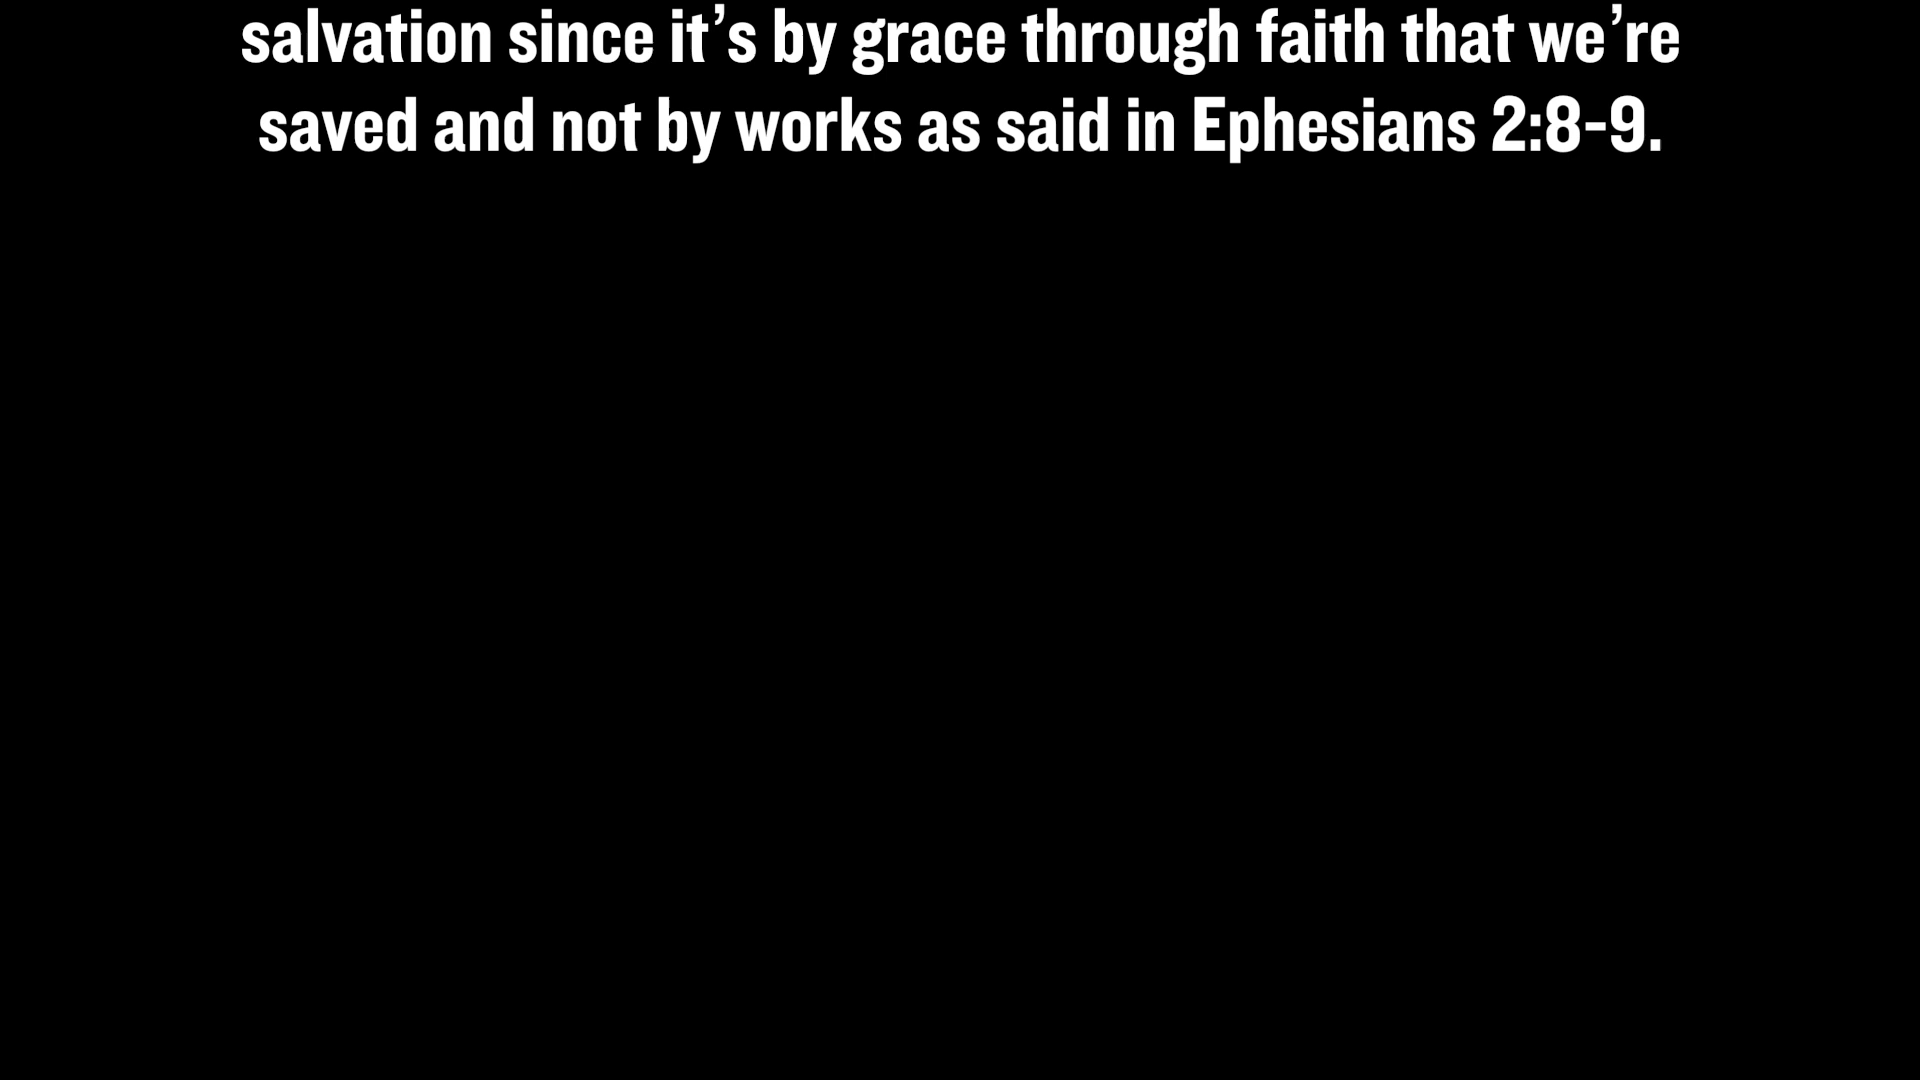 salvation since it’s by grace through faith that we’re
saved and not by works as said in Ephesians 2:8-9.